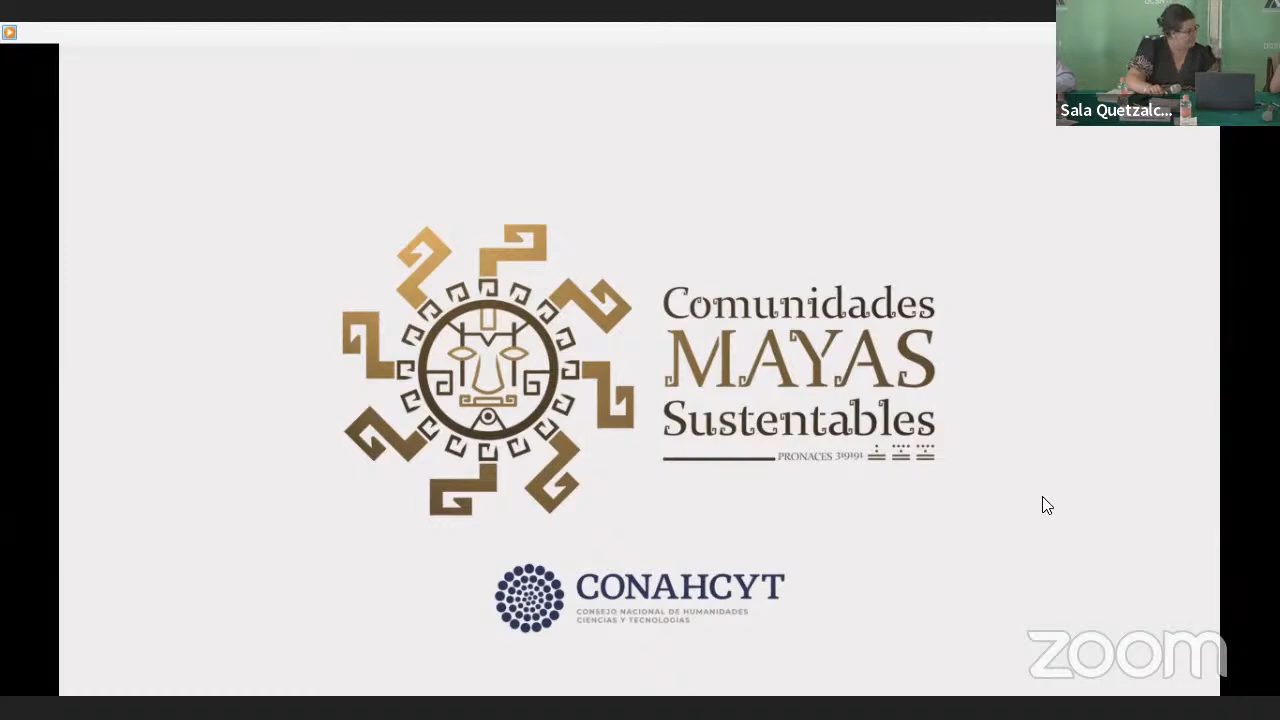 Sala Quetzalc...
Comunidades
MAYAS
Sustentables
PRONACES 319191
CONAHCYT
CONSEJO NACIONAL DE HUMANIDADES
CIENCIAS Y TECNOLOGÍAS
zoom